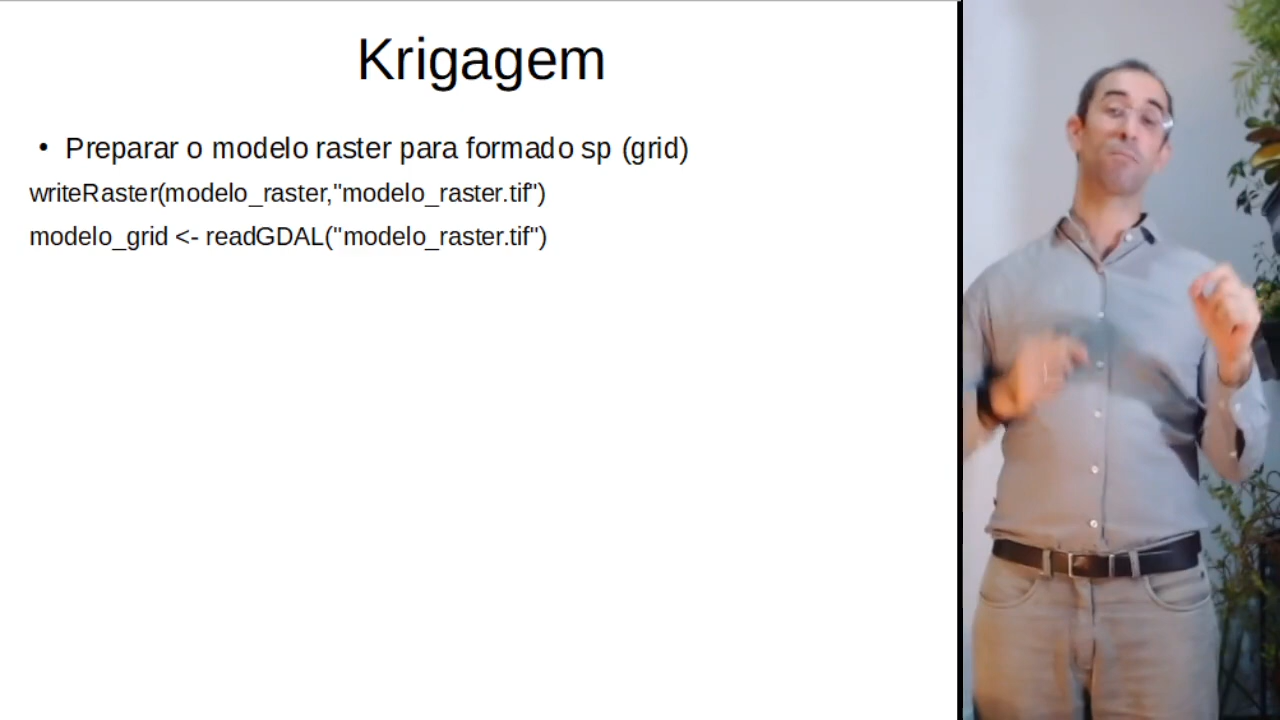 Krigagem
• Preparar o modelo raster para formado sp (grid)
writeRaster(modelo_raster,"modelo_raster.tif")
modelo_grid <- readGDAL("modelo_raster.tif")